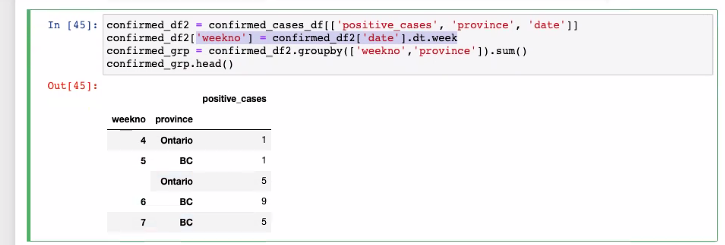 In [45]: confirmed_df2 = confirmed_cases_df[['positive_cases', 'province', 'date']]
confirmed_df2['weekno'] = confirmed_df2['date'].dt.week
confirmed_grp = confirmed_df2.groupby(['weekno','province']).sum()
confirmed_grp.head()
Out[45]:
positive_cases
weekno province
4 Ontario 1
5 BC 1
Ontario 5
6 BC 9
7 BC 5